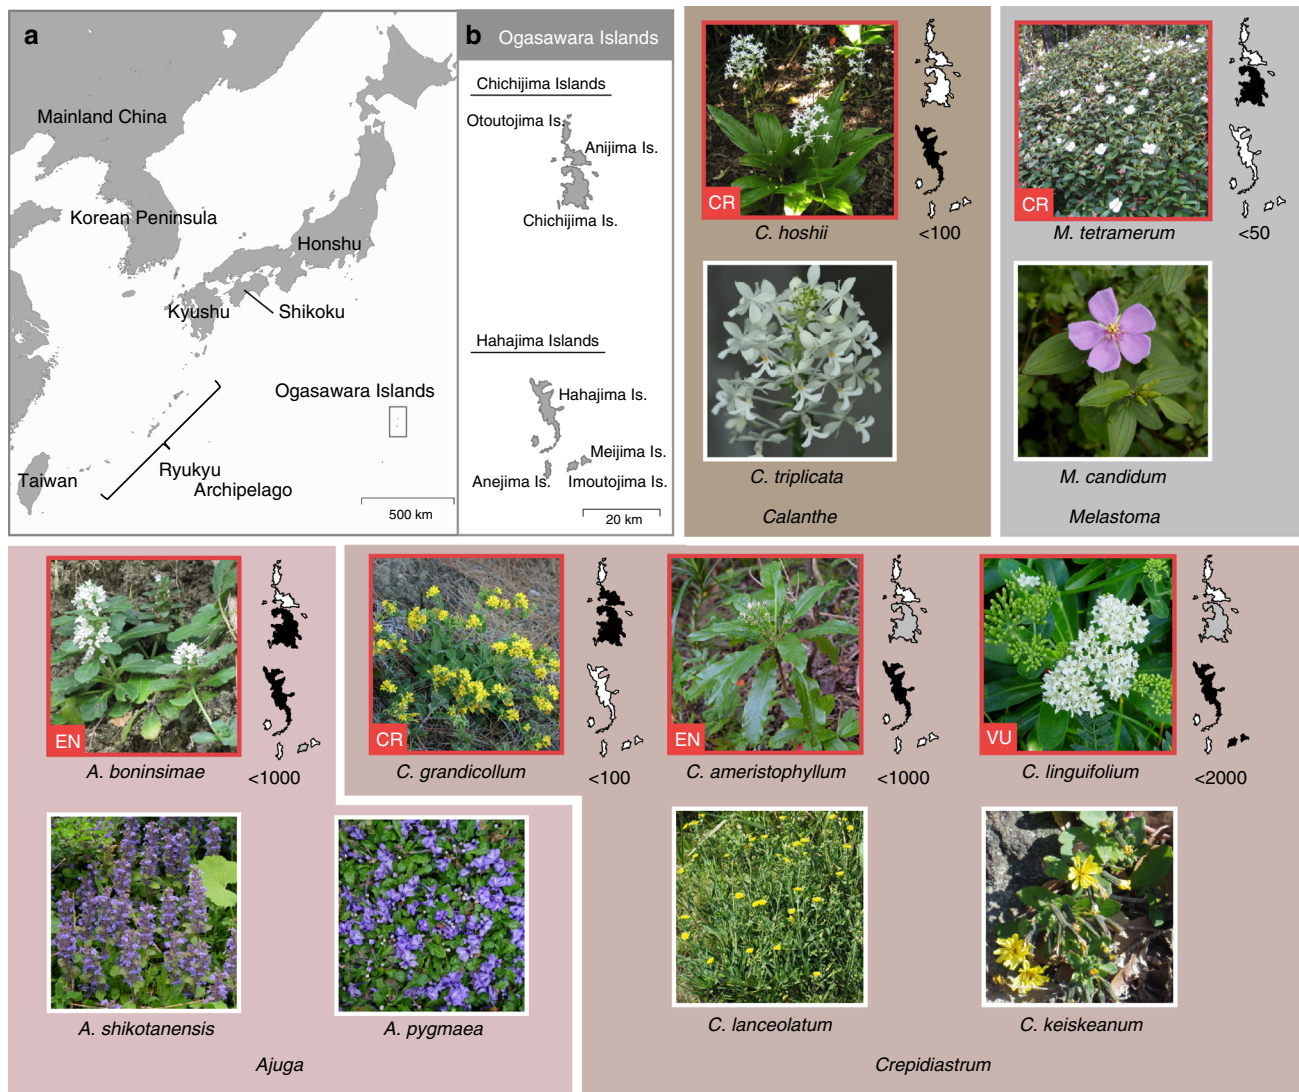 a
Mainland China
Korean Peninsula
Honshu
Kyushu
Shikoku
Ogasawara Islands
Taiwan
Ryukyu
Archipelago
500 km
b
Ogasawara Islands
Chichijima Islands
Otoutojima Is.
Anijima Is.
Chichijima Is.
Hahajima Islands
Hahajima Is.
Meijima Is.
Anejima Is.
Imoutojima Is.
20 km
CR
C. hoshii
<100
C. triplicata
Calanthe
CR
M. tetramerum
<50
M. candidum
Melastoma
EN
A. boninsimae
<1000
A. shikotanensis
A. pygmaea
Ajuga
CR
C. grandicollum
<100
EN
C. ameristophyllum
<1000
VU
C. linguifolium
<2000
C. lanceolatum
C. keiskeanum
Crepidiastrum